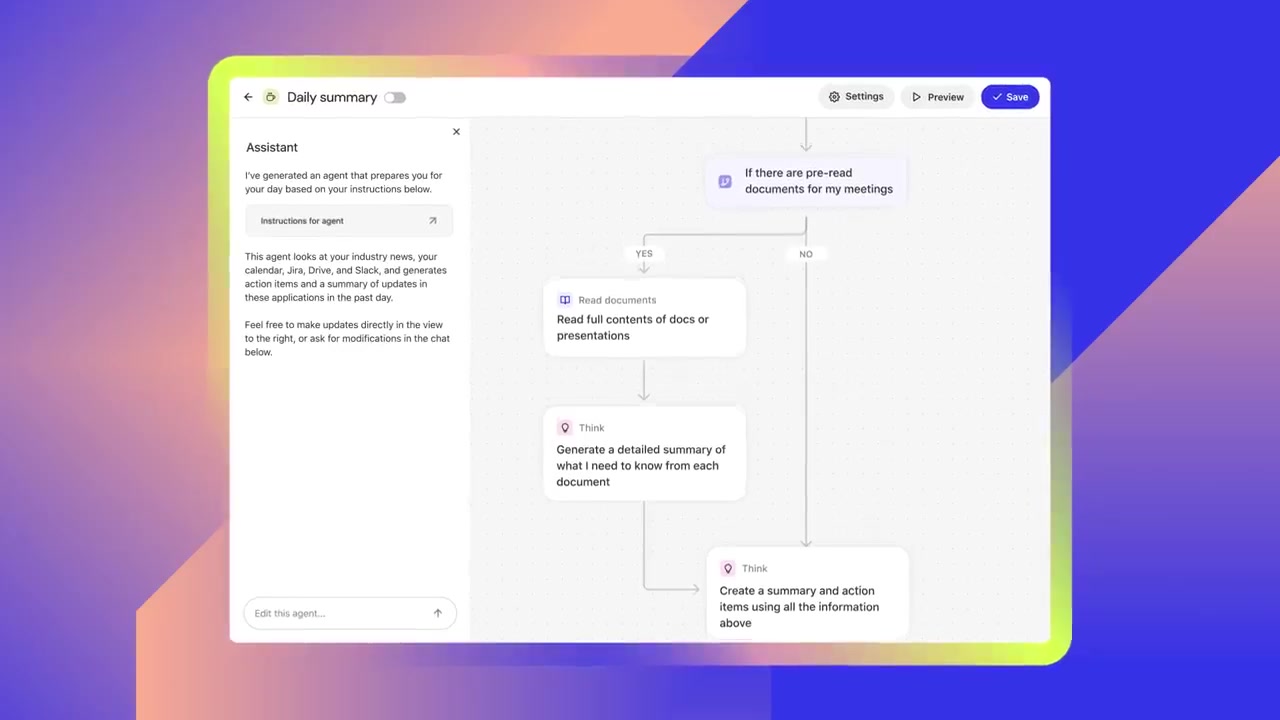 Daily summary
Settings
Preview
Save
Assistant
I've generated an agent that prepares you for
your day based on your instructions below.
Instructions for agent
This agent looks at your industry news, your
calendar, Jira, Drive, and Slack, and generates
action items and a summary of updates in
these applications in the past day.
Feel free to make updates directly in the view
to the right, or ask for modifications in the chat
below.
Edit this agent...
If there are pre-read
documents for my meetings
YES
NO
Read documents
Read full contents of docs or
presentations
Think
Generate a detailed summary of
what I need to know from each
document
Think
Create a summary and action
items using all the information
above